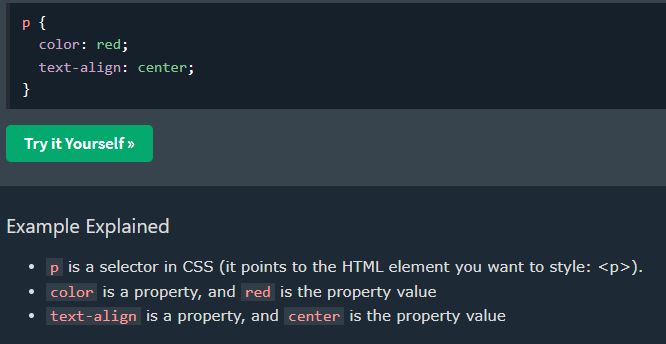 p {
  color: red;
  text-align: center;
}
Try it Yourself »
Example Explained
• p is a selector in CSS (it points to the HTML element you want to style: <p>).
• color is a property, and red is the property value
• text-align is a property, and center is the property value